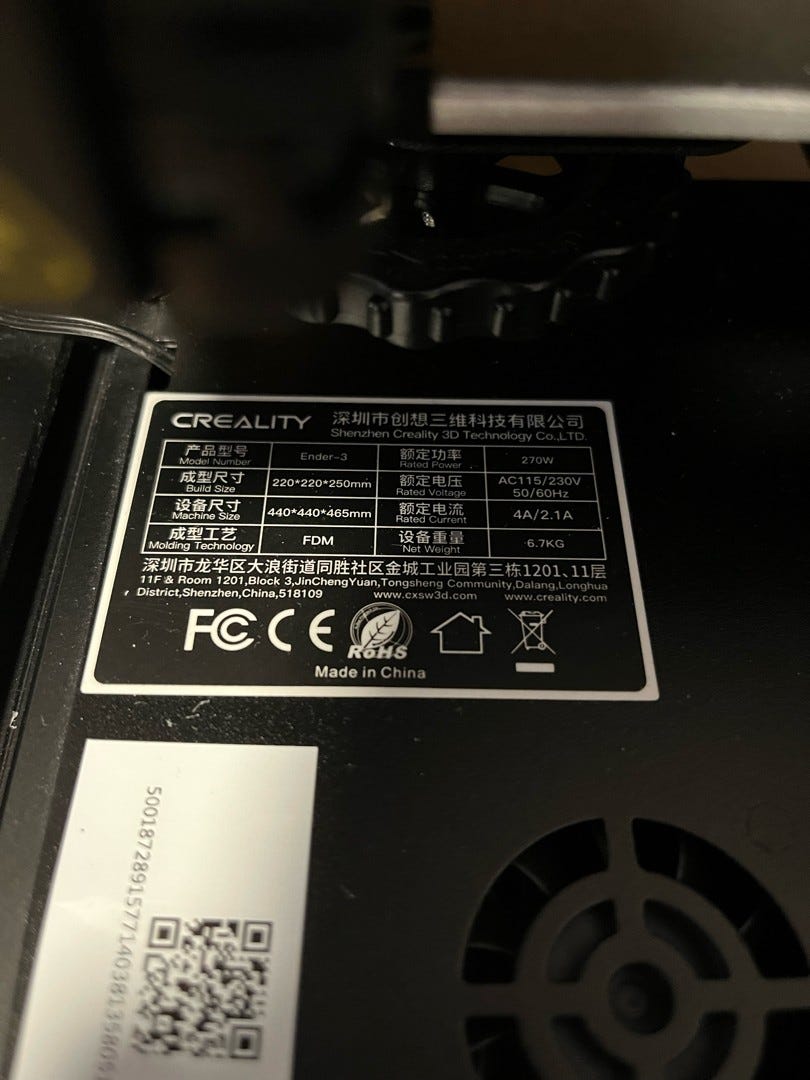 CREALITY 深圳市创想三维科技有限公司
Shenzhen Creality 3D Technology Co.,LTD.
产品型号 Ender-3 额定功率 270W
Model Number Rated Power
成型尺寸 220*220*250mm 额定电压 AC115/230V
Build Size Rated Voltage 50/60Hz
设备尺寸 440*440*465mm 额定电流 4A/2.1A
Machine Size Rated Current
成型工艺 FDM 设备重量 6.7KG
Molding Technology Net Weight
深圳市龙华区大浪街道同胜社区金城工业园第三栋1201、11层
11F & Room 1201,Block 3,JinChengYuan,Tongsheng Community,Dalang,Longhua
District,Shenzhen,China,518109 www.cxsw3d.com www.creality.com
FC CE RoHS
Made in China